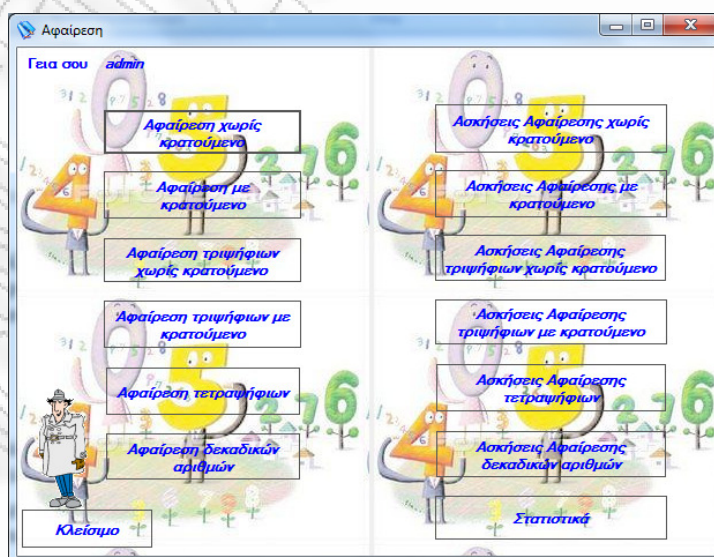 Αφαίρεση
Γεια σου admin
Αφαίρεση χωρίς
κρατούμενο
Αφαίρεση με
κρατούμενο
Αφαίρεση τριψήφιων
χωρίς κρατούμενο
Αφαίρεση τριψήφιων με
κρατούμενο
Αφαίρεση τετραψήφιων
Αφαίρεση δεκαδικών
αριθμών
Κλείσιμο
Ασκήσεις Αφαίρεσης χωρίς
κρατούμενο
Ασκήσεις Αφαίρεσης με
κρατούμενο
Ασκήσεις Αφαίρεσης
τριψήφιων χωρίς κρατούμενο
Ασκήσεις Αφαίρεσης
τριψήφιων με κρατούμενο
Ασκήσεις Αφαίρεσης
τετραψήφιων
Ασκήσεις Αφαίρεσης
δεκαδικών αριθμών
Στατιστικά